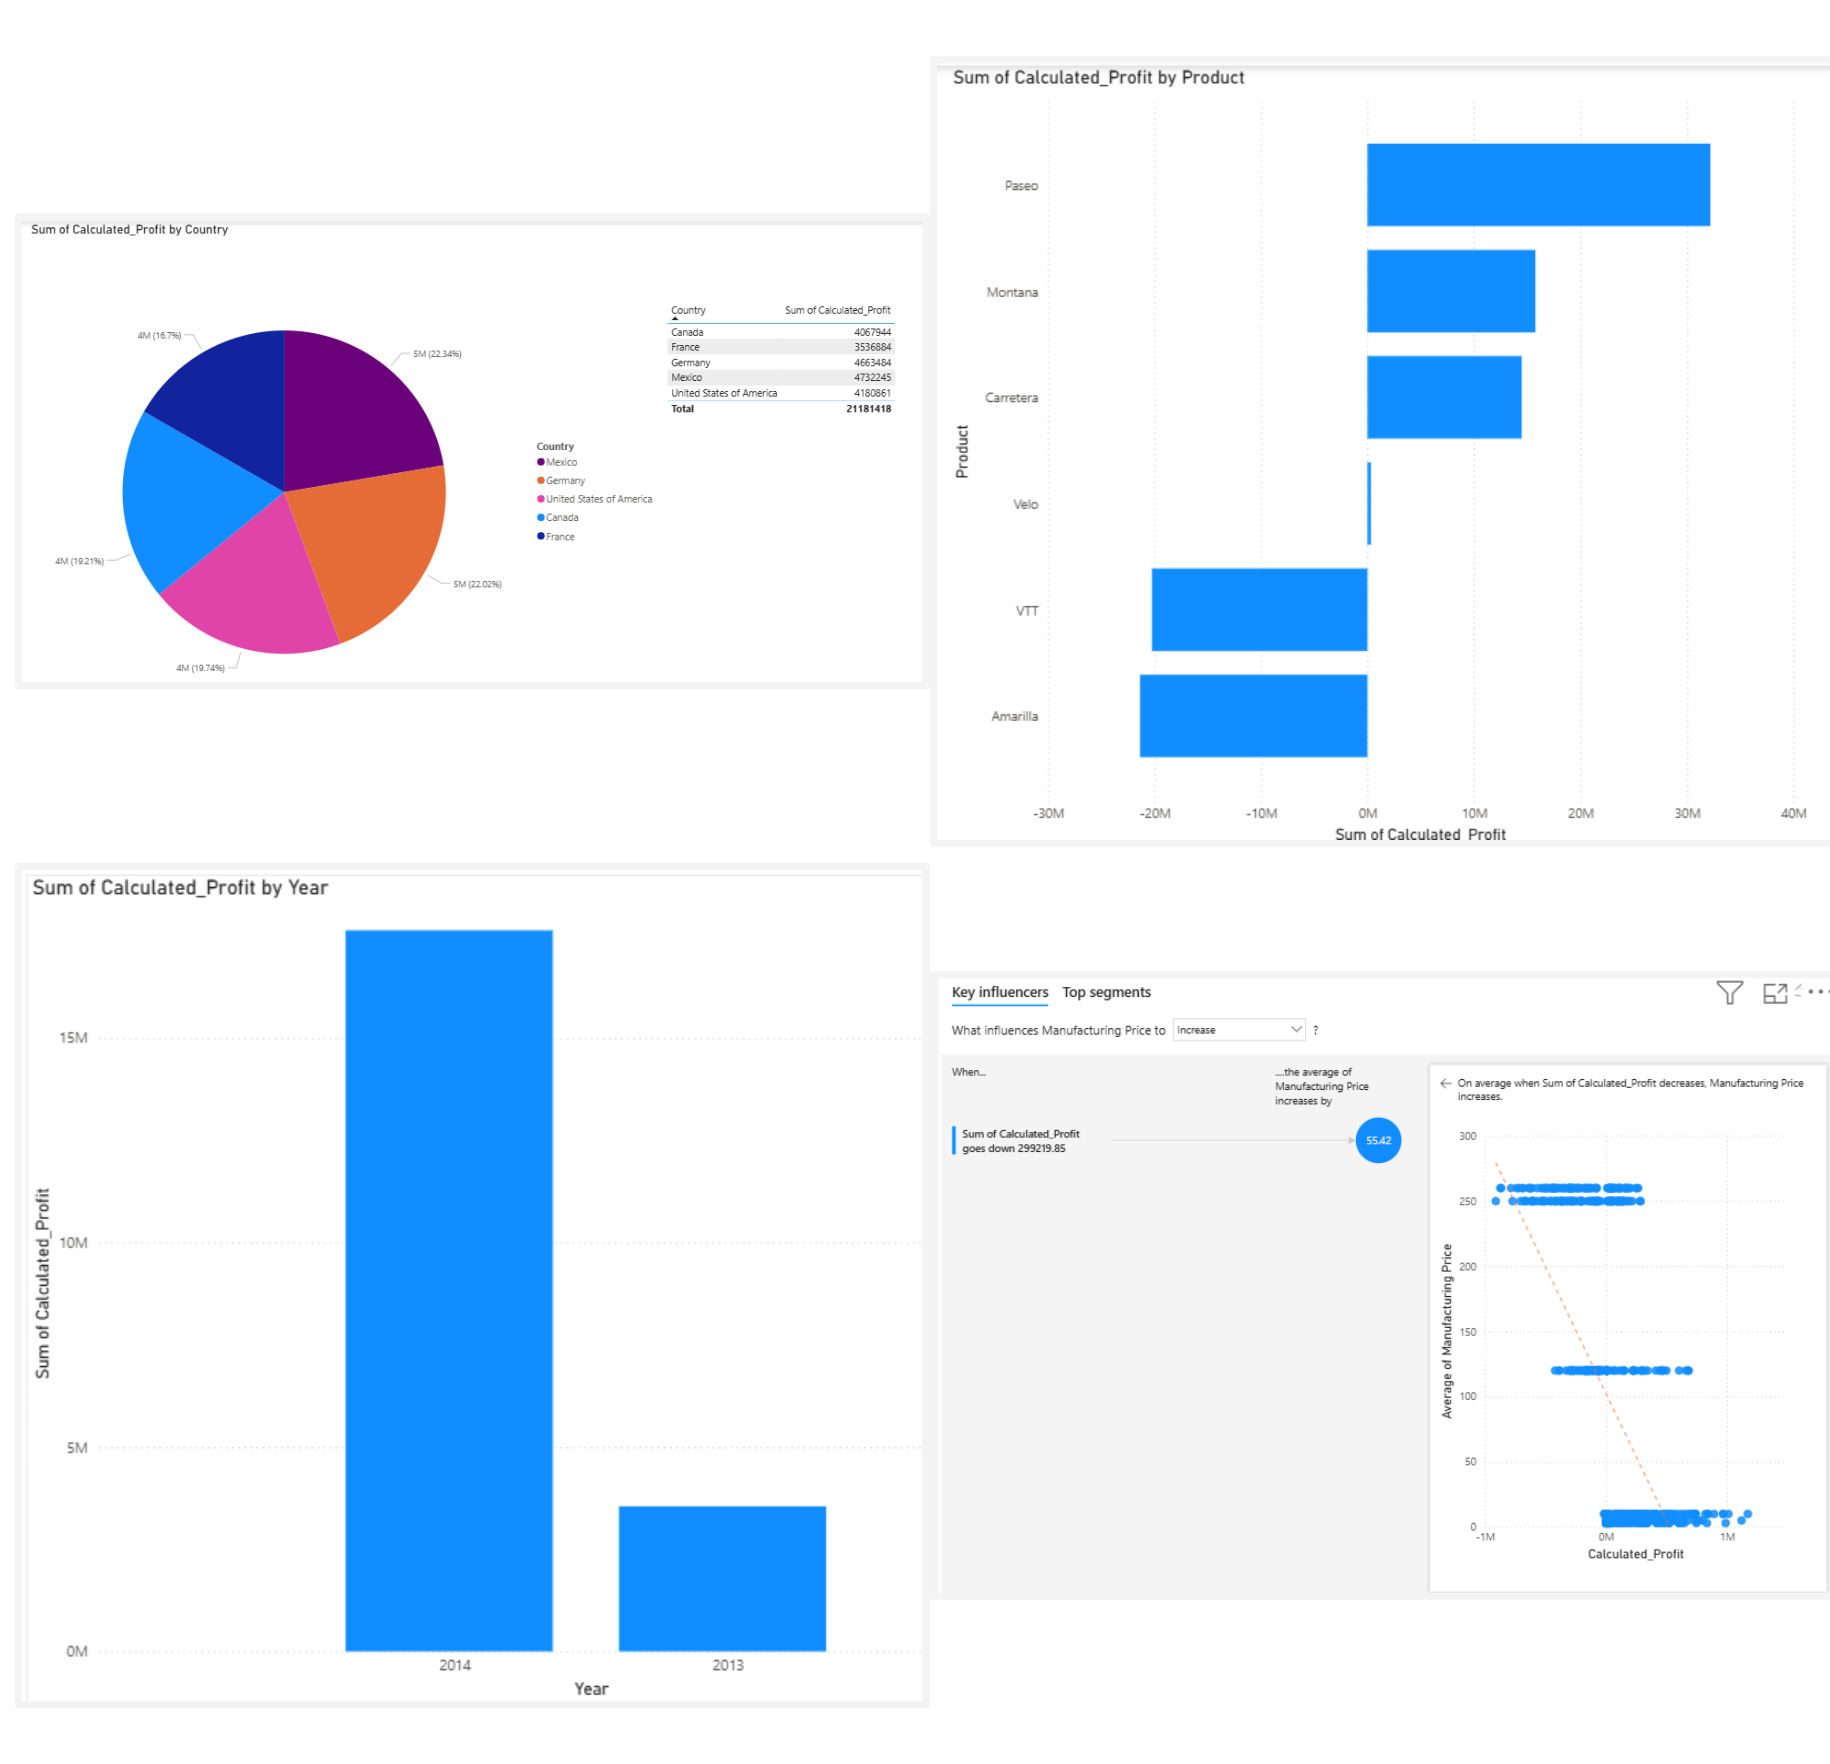 Sum of Calculated_Profit by Country
4M (16.7%)
5M (22.34%)
4M (19.21%)
5M (22.02%)
4M (19.74%)
Country
Mexico
Germany
United States of America
Canada
France
Country Sum of Calculated_Profit
Canada 4067944
France 3536884
Germany 4663484
Mexico 4732245
United States of America 4180861
Total 21181418
Sum of Calculated_Profit by Product
Product
Paseo
Montana
Carretera
Velo
VTT
Amarilla
-30M -20M -10M 0M 10M 20M 30M 40M
Sum of Calculated Profit
Sum of Calculated_Profit by Year
Sum of Calculated_Profit
15M
10M
5M
0M
2014 2013
Year
Key influencers Top segments
What influences Manufacturing Price to Increase ?
When...
....the average of
Manufacturing Price
increases by
Sum of Calculated_Profit
goes down 299219.85
55.42
On average when Sum of Calculated_Profit decreases, Manufacturing Price
increases.
Average of Manufacturing Price
300
250
200
150
100
50
0
-1M 0M 1M
Calculated_Profit